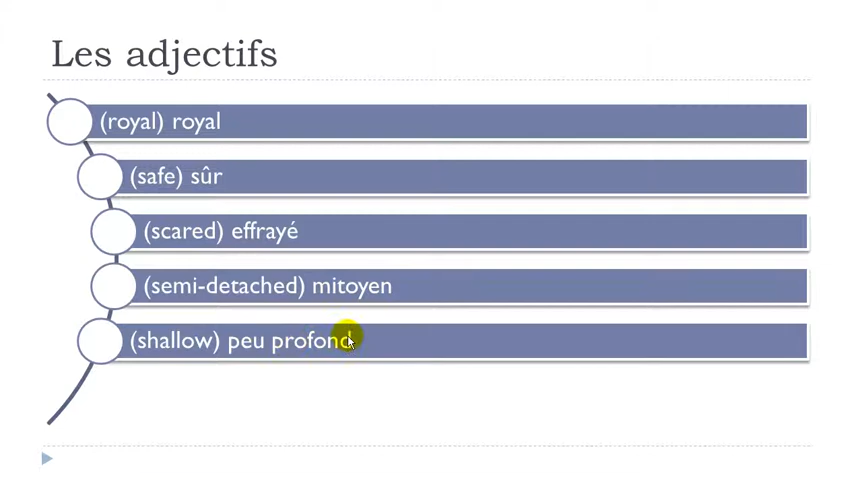 Les adjectifs
(royal) royal
(safe) sûr
(scared) effrayé
(semi-detached) mitoyen
(shallow) peu profond